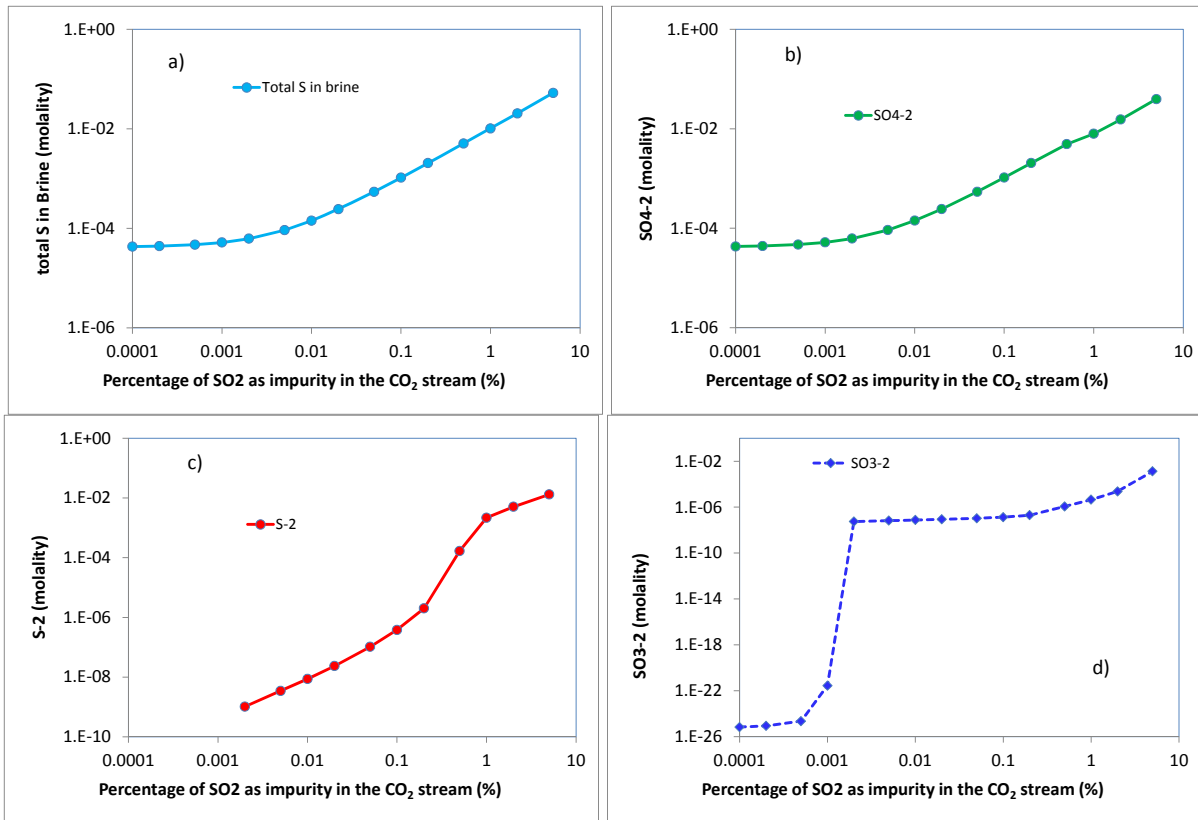 a)
Total S in brine
total S in Brine (molality)
1.E+00
1.E-02
1.E-04
1.E-06
0.0001 0.001 0.01 0.1 1 10
Percentage of SO2 as impurity in the CO₂ stream (%)
b)
SO4-2
SO4-2 (molality)
1.E+00
1.E-02
1.E-04
1.E-06
0.0001 0.001 0.01 0.1 1 10
Percentage of SO2 as impurity in the CO₂ stream (%)
c)
S-2
S-2 (molality)
1.E+00
1.E-02
1.E-04
1.E-06
1.E-08
1.E-10
0.0001 0.001 0.01 0.1 1 10
Percentage of SO2 as impurity in the CO₂ stream (%)
SO3-2
SO3-2 (molality)
1.E-02
1.E-06
1.E-10
1.E-14
1.E-18
1.E-22
1.E-26
d)
0.0001 0.001 0.01 0.1 1 10
Percentage of SO2 as impurity in the CO₂ stream (%)